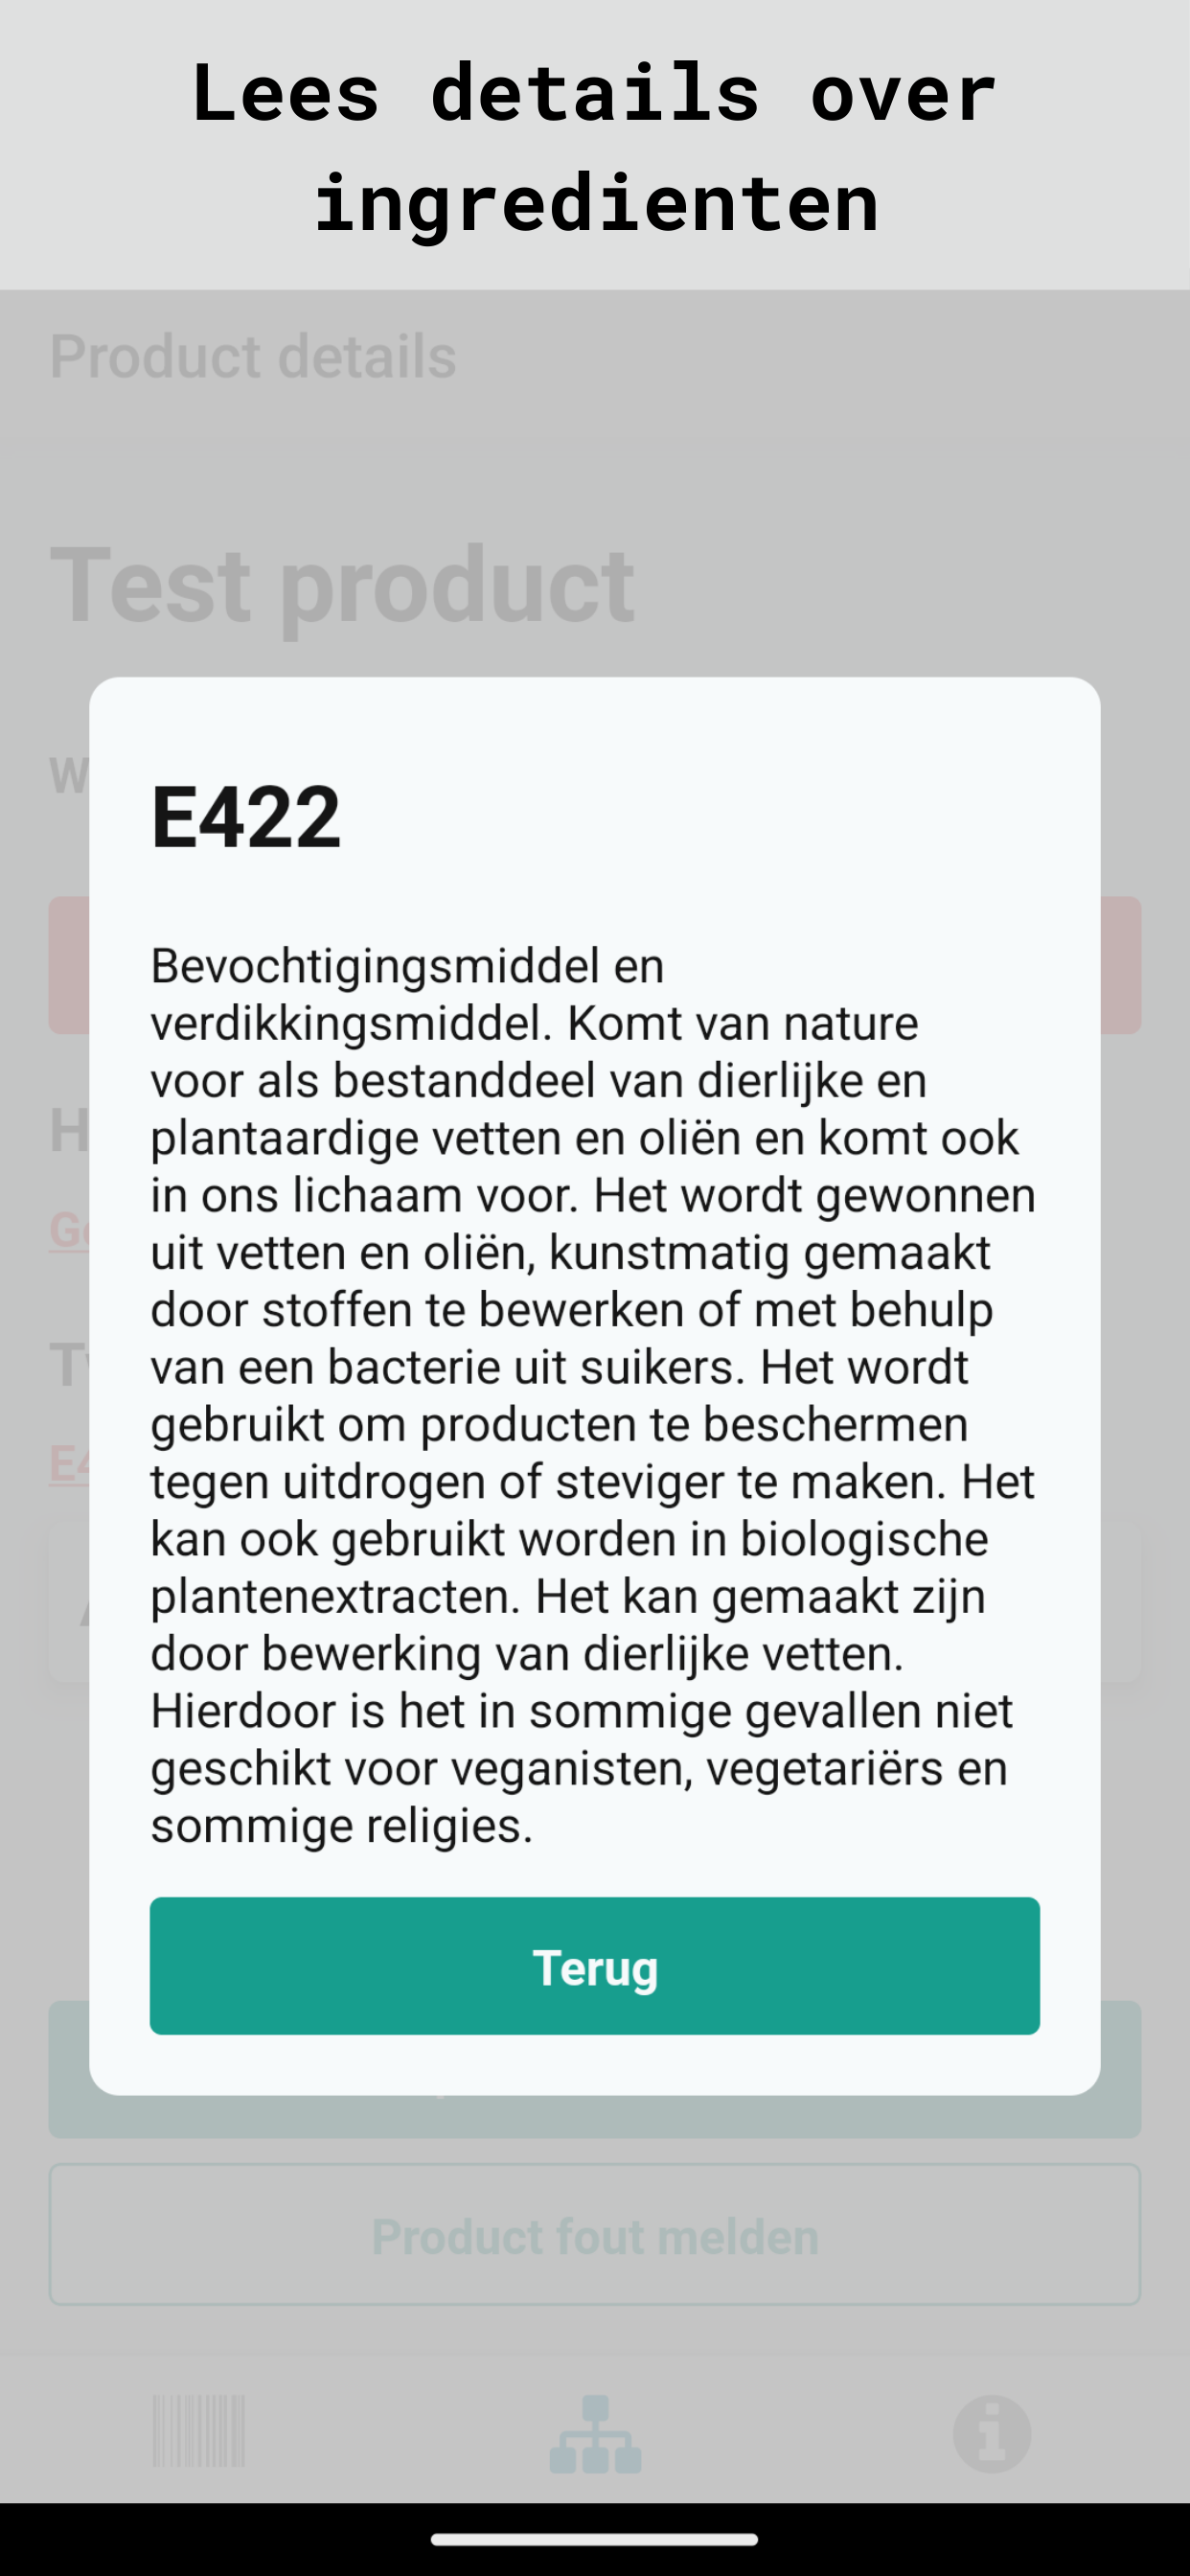 Lees details over
ingredienten
Product details
Test product
E422
Bevochtigingsmiddel en
verdikkingsmiddel. Komt van nature
voor als bestanddeel van dierlijke en
plantaardige vetten en oliën en komt ook
in ons lichaam voor. Het wordt gewonnen
uit vetten en oliën, kunstmatig gemaakt
door stoffen te bewerken of met behulp
van een bacterie uit suikers. Het wordt
gebruikt om producten te beschermen
tegen uitdrogen of steviger te maken. Het
kan ook gebruikt worden in biologische
plantenextracten. Het kan gemaakt zijn
door bewerking van dierlijke vetten.
Hierdoor is het in sommige gevallen niet
geschikt voor veganisten, vegetariërs en
sommige religies.
Terug
Product fout melden